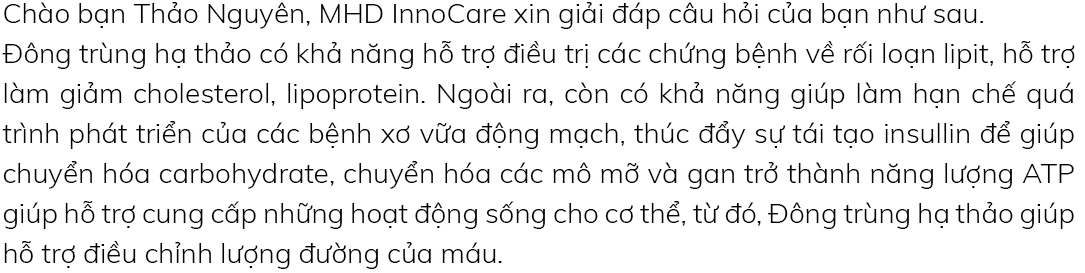 Chào bạn Thảo Nguyên, MHD InnoCare xin giải đáp câu hỏi của bạn như sau.
Đông trùng hạ thảo có khả năng hỗ trợ điều trị các chứng bệnh về rối loạn lipit, hỗ trợ
làm giảm cholesterol, lipoprotein. Ngoài ra, còn có khả năng giúp làm hạn chế quá
trình phát triển của các bệnh xơ vữa động mạch, thúc đẩy sự tái tạo insullin để giúp
chuyển hóa carbohydrate, chuyển hóa các mô mỡ và gan trở thành năng lượng ATP
giúp hỗ trợ cung cấp những hoạt động sống cho cơ thể, từ đó, Đông trùng hạ thảo giúp
hỗ trợ điều chỉnh lượng đường của máu.